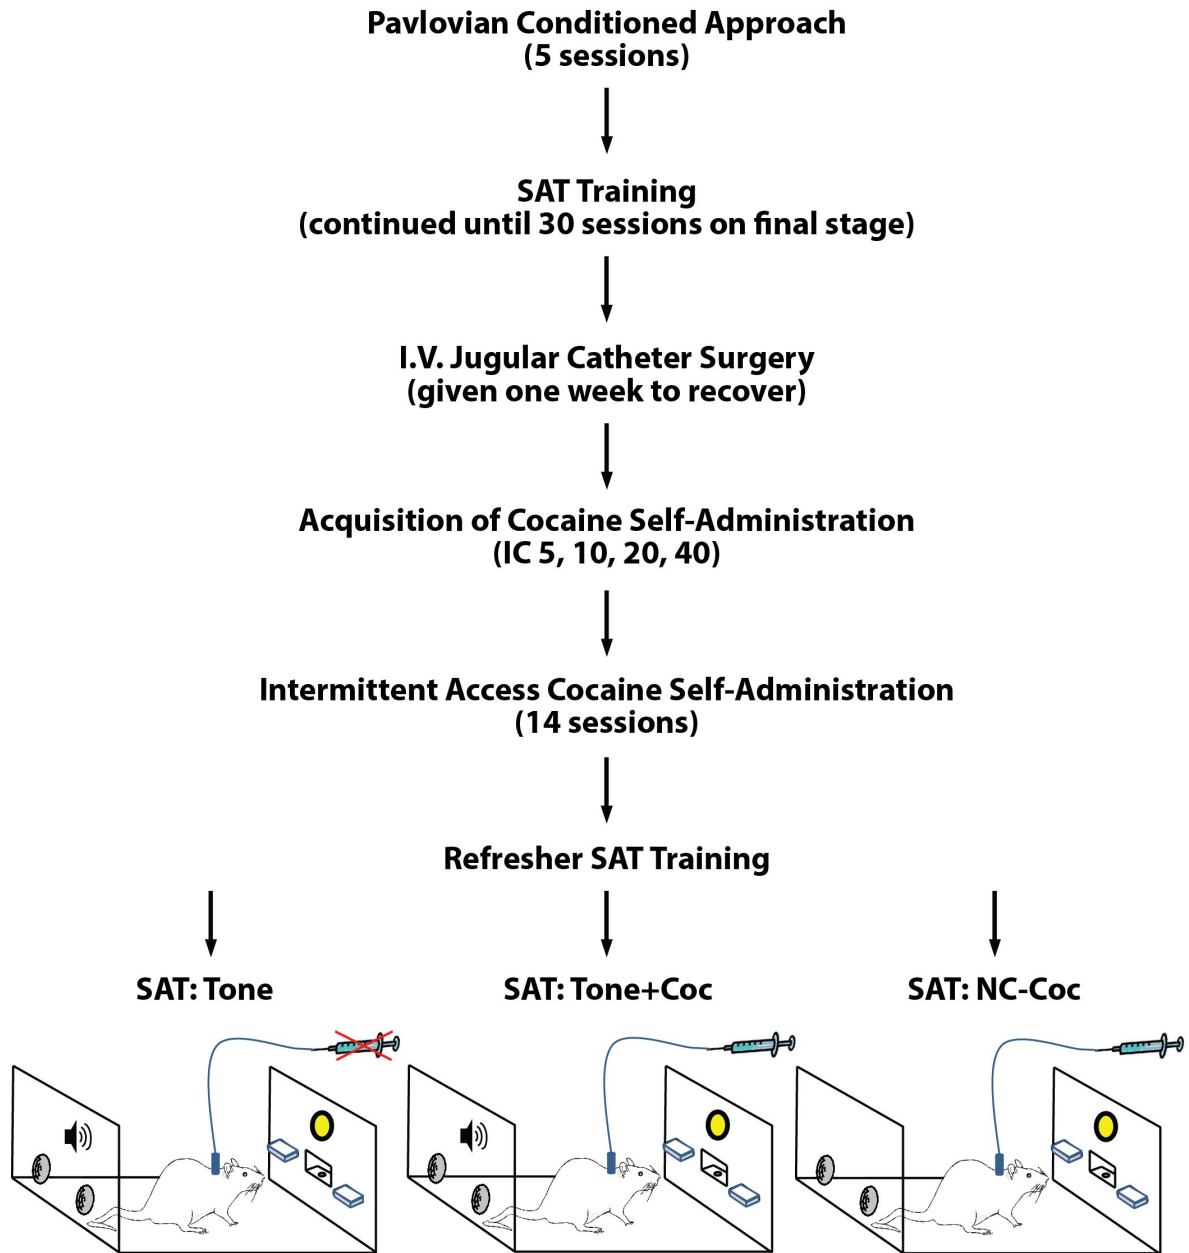 Pavlovian Conditioned Approach
(5 sessions)
SAT Training
(continued until 30 sessions on final stage)
I.V. Jugular Catheter Surgery
(given one week to recover)
Acquisition of Cocaine Self-Administration
(IC 5, 10, 20, 40)
Intermittent Access Cocaine Self-Administration
(14 sessions)
Refresher SAT Training
SAT: Tone
SAT: Tone+Coc
SAT: NC-Coc